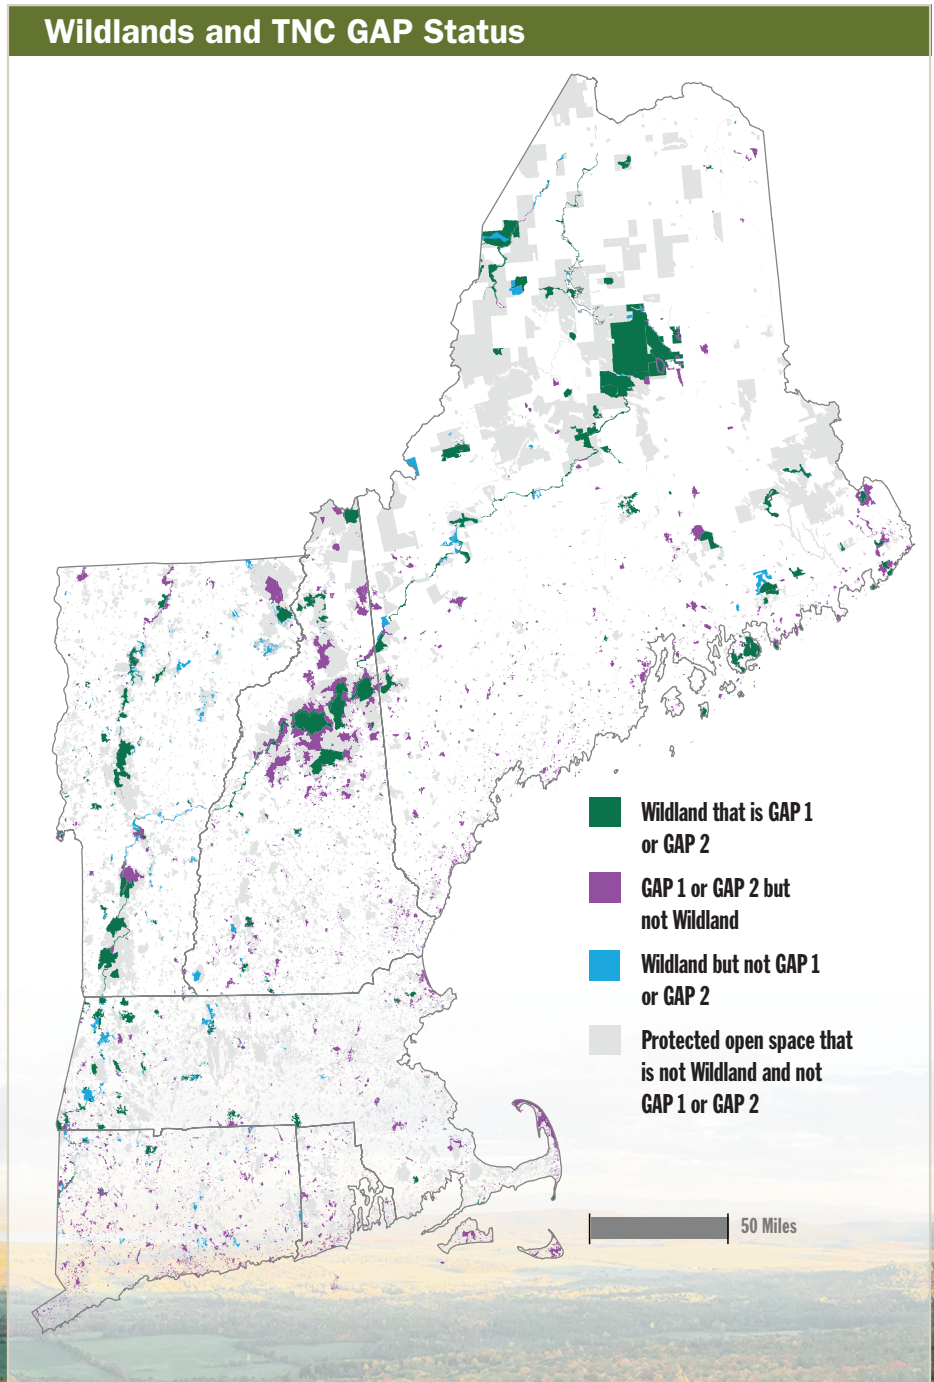 Wildlands and TNC GAP Status
Wildland that is GAP 1
or GAP 2
GAP 1 or GAP 2 but
not Wildland
Wildland but not GAP 1
or GAP 2
Protected open space that
is not Wildland and not
GAP 1 or GAP 2
50 Miles